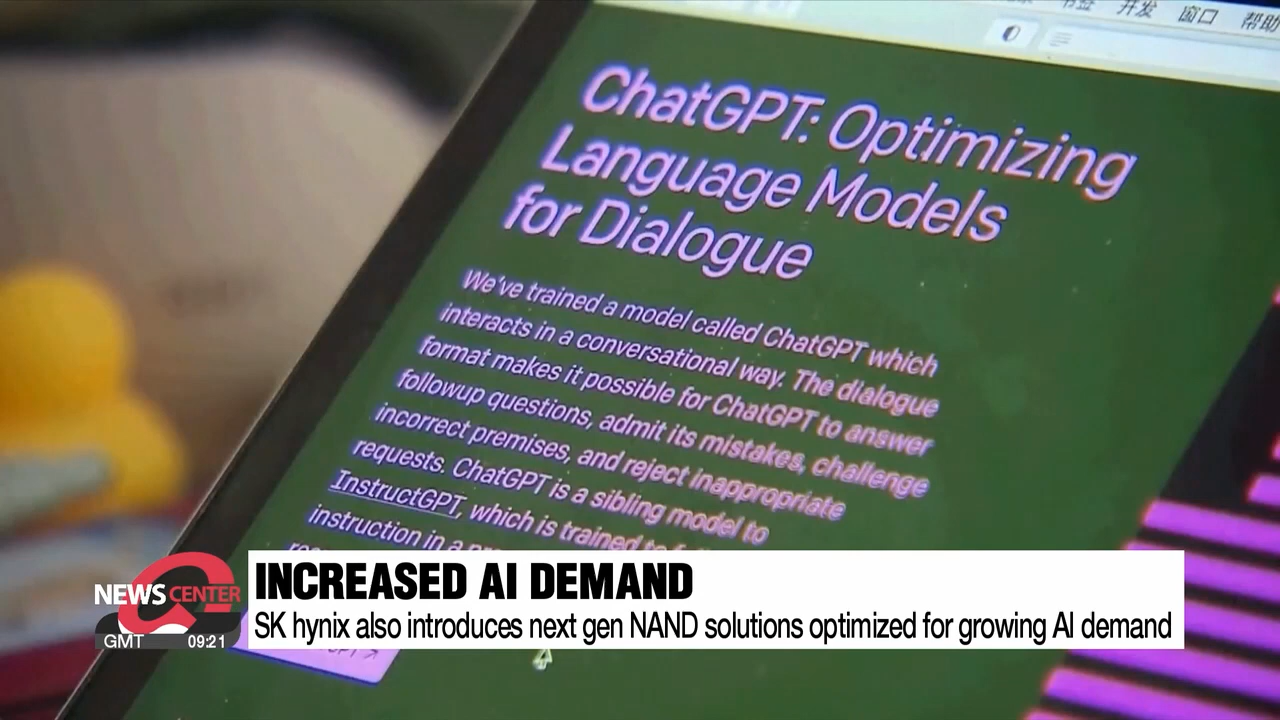 开发 窗口 帮助
ChatGPT: Optimizing
Language Models
for Dialogue
We've trained a model called ChatGPT which
interacts in a conversational way. The dialogue
format makes it possible for ChatGPT to answer
followup questions, admit its mistakes, challenge
incorrect premises, and reject inappropriate
requests. ChatGPT is a sibling model to
InstructGPT, which is trained to
instruction in a
NEWS CENTER
GMT 09:21
INCREASED AI DEMAND
SK hynix also introduces next gen NAND solutions optimized for growing AI demand